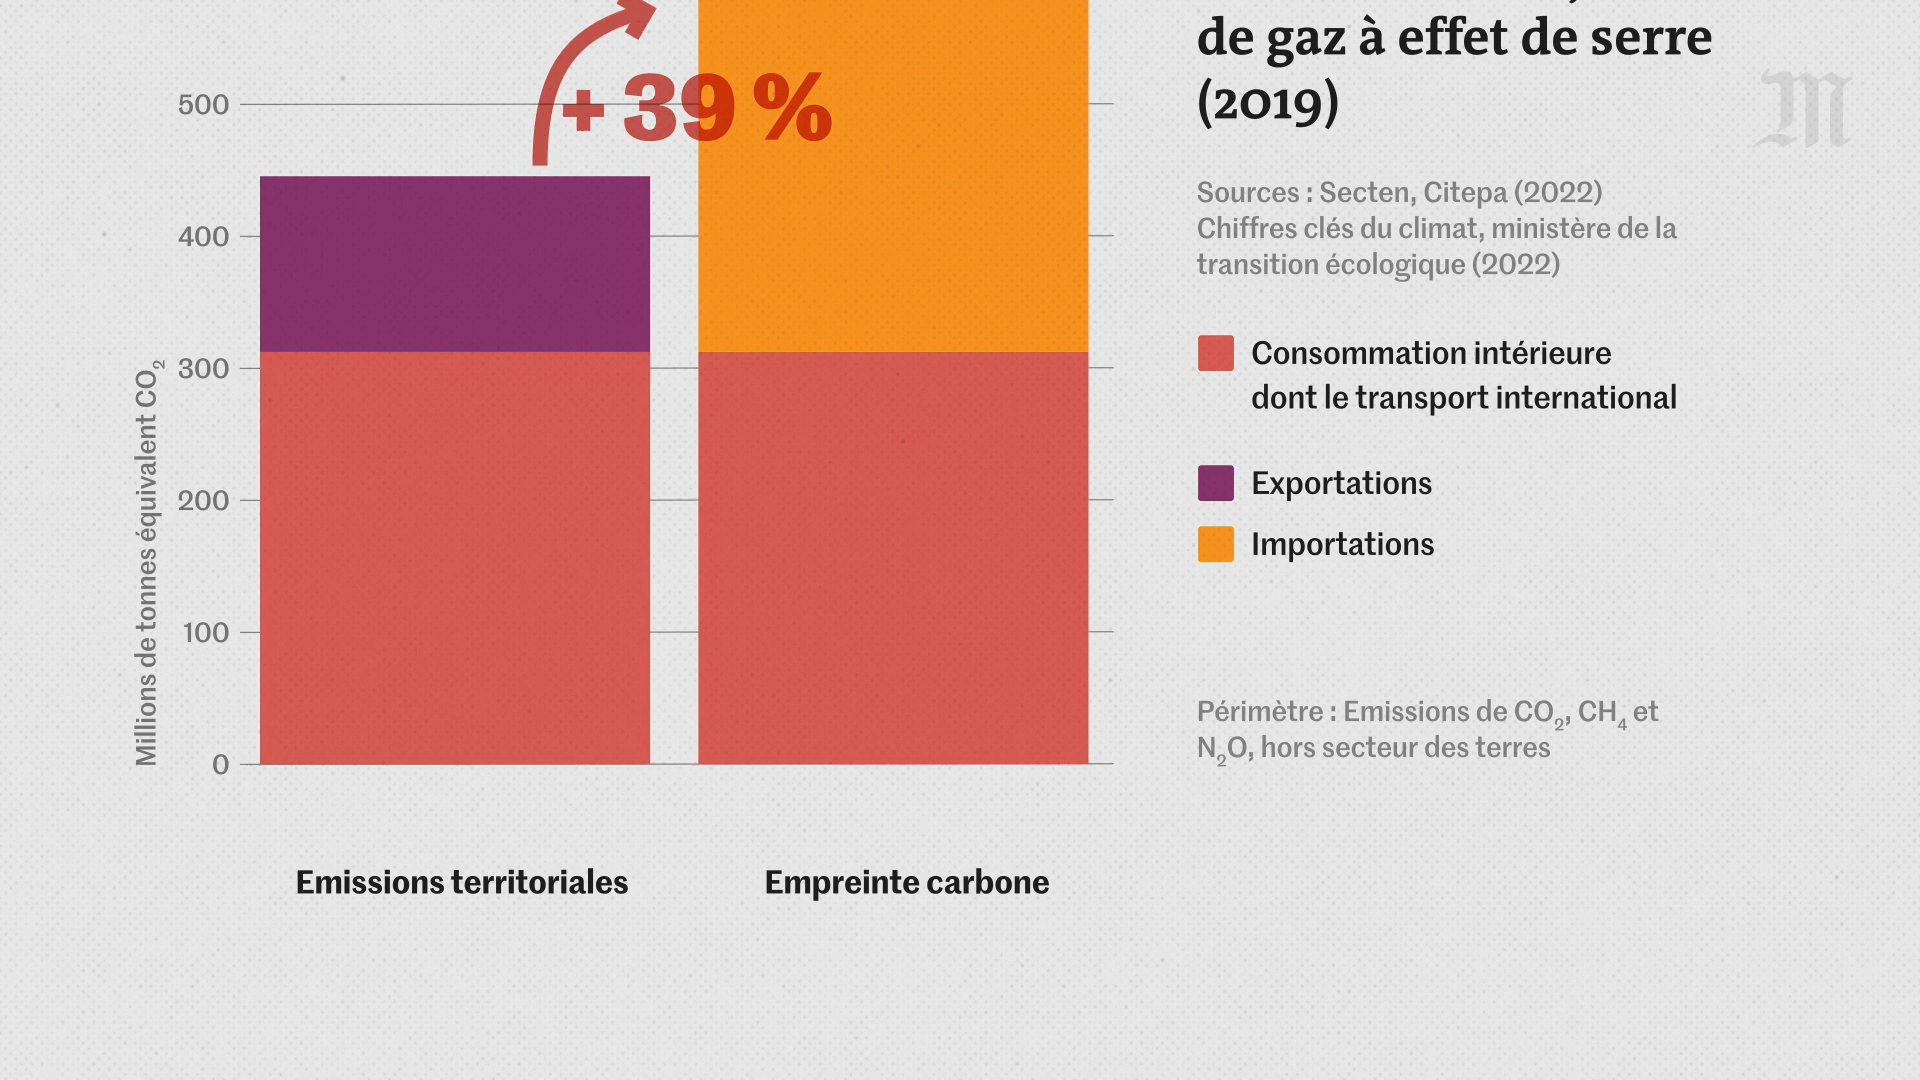 de gaz à effet de serre
(2019)
M
Sources : Secten, Citepa (2022)
Chiffres clés du climat, ministère de la
transition écologique (2022)
Consommation intérieure
dont le transport international
Exportations
Importations
Périmètre : Emissions de CO₂, CH₄ et
N₂O, hors secteur des terres
+ 39 %
500
400
300
200
100
0
Millions de tonnes équivalent CO₂
Emissions territoriales
Empreinte carbone